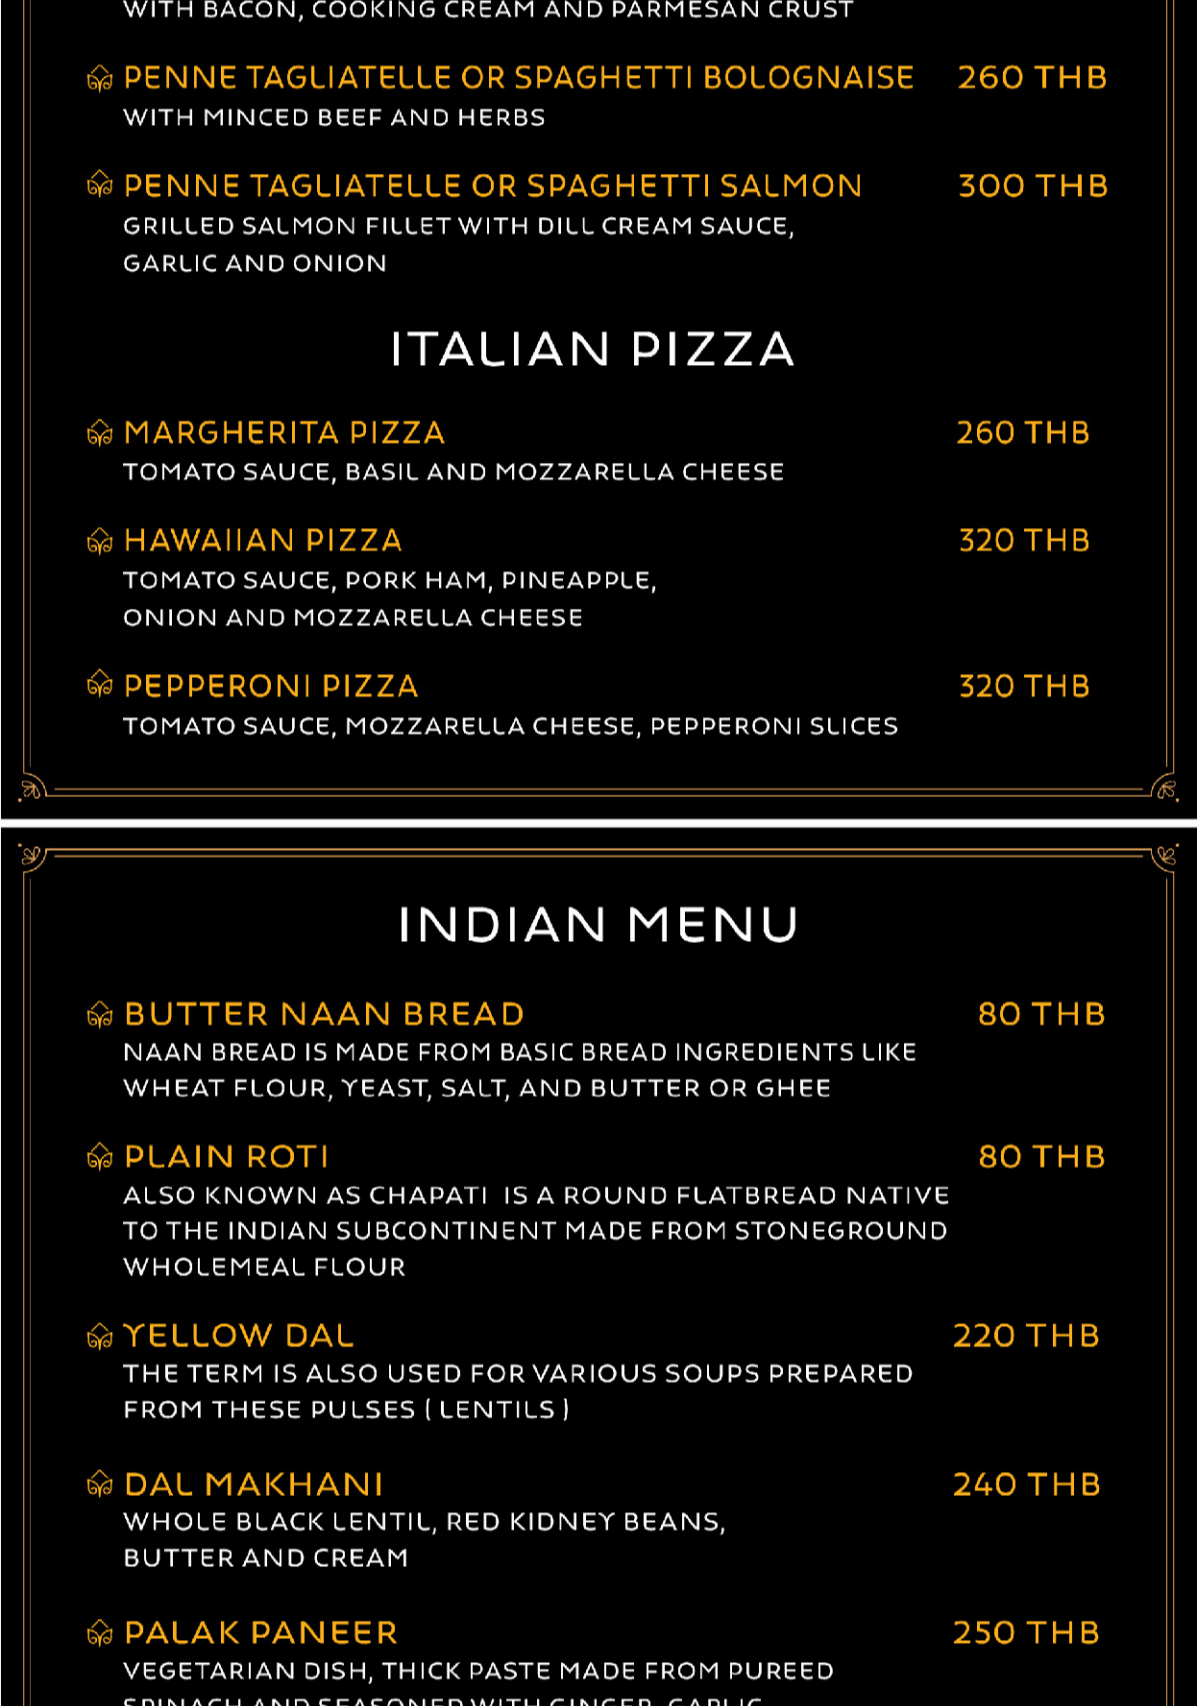 WITH BACON, COOKING CREAM AND PARMESAN CRUST
PENNE TAGLIATELLE OR SPAGHETTI BOLOGNAISE 260 THB
WITH MINCED BEEF AND HERBS
PENNE TAGLIATELLE OR SPAGHETTI SALMON 300 THB
GRILLED SALMON FILLET WITH DILL CREAM SAUCE,
GARLIC AND ONION
ITALIAN PIZZA
MARGHERITA PIZZA 260 THB
TOMATO SAUCE, BASIL AND MOZZARELLA CHEESE
HAWAIIAN PIZZA 320 THB
TOMATO SAUCE, PORK HAM, PINEAPPLE,
ONION AND MOZZARELLA CHEESE
PEPPERONI PIZZA 320 THB
TOMATO SAUCE, MOZZARELLA CHEESE, PEPPERONI SLICES
INDIAN MENU
BUTTER NAAN BREAD 80 THB
NAAN BREAD IS MADE FROM BASIC BREAD INGREDIENTS LIKE
WHEAT FLOUR, YEAST, SALT, AND BUTTER OR GHEE
PLAIN ROTI 80 THB
ALSO KNOWN AS CHAPATI IS A ROUND FLATBREAD NATIVE
TO THE INDIAN SUBCONTINENT MADE FROM STONEGROUND
WHOLEMEAL FLOUR
YELLOW DAL 220 THB
THE TERM IS ALSO USED FOR VARIOUS SOUPS PREPARED
FROM THESE PULSES ( LENTILS )
DAL MAKHANI 240 THB
WHOLE BLACK LENTIL, RED KIDNEY BEANS,
BUTTER AND CREAM
PALAK PANEER 250 THB
VEGETARIAN DISH, THICK PASTE MADE FROM PUREED
SPINACH AND SEASONED WITH GINGER, GARLIC